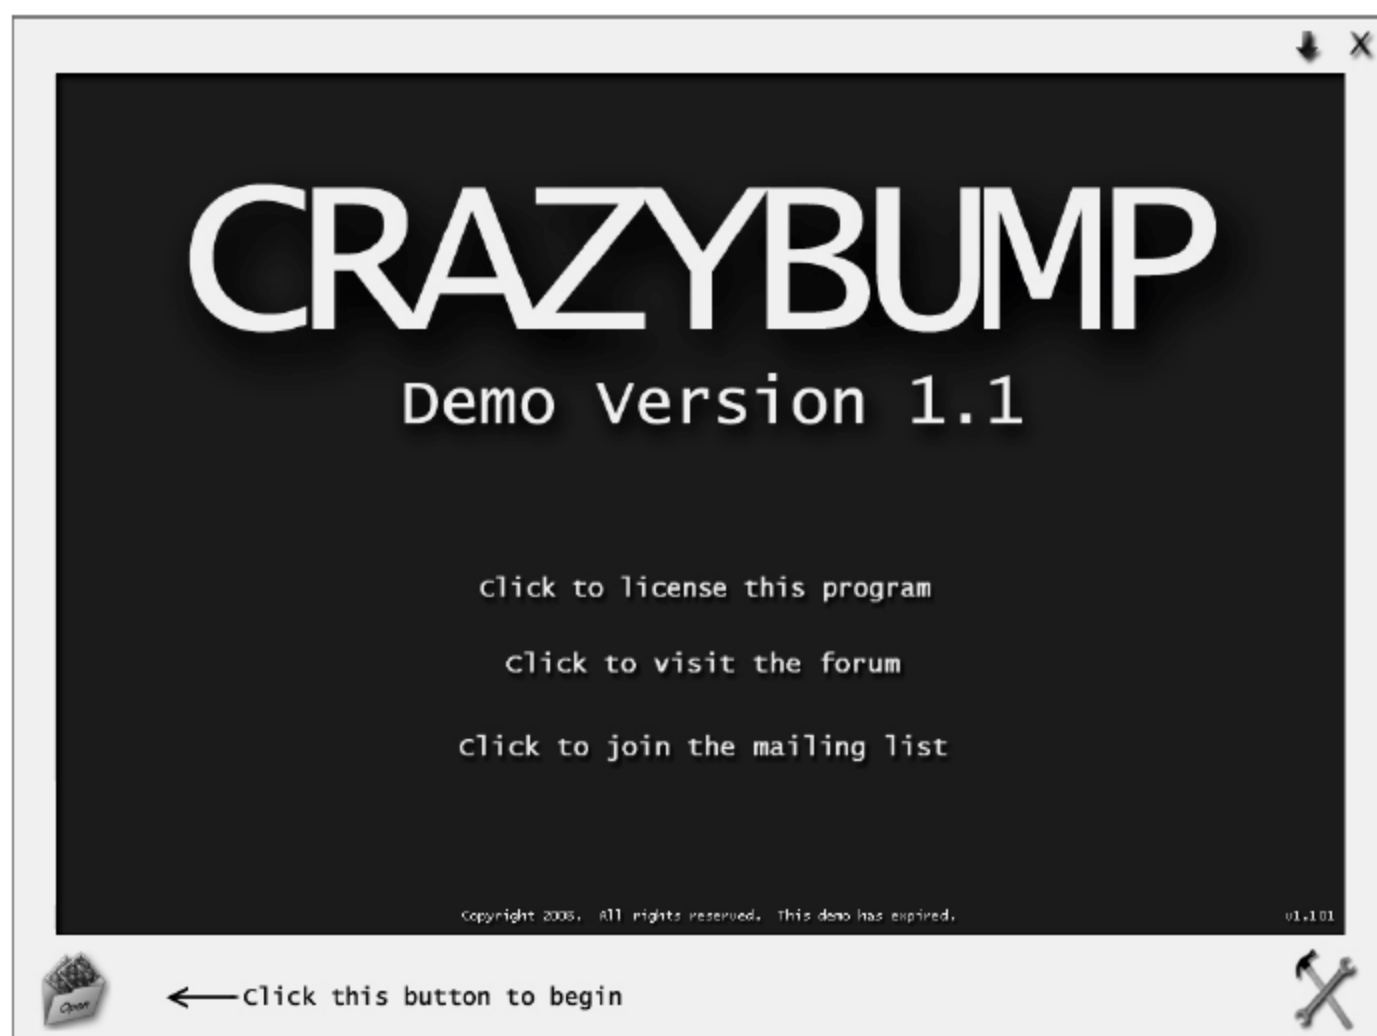 X
CRAZYBUMP
Demo Version 1.1
Click to license this program
Click to visit the forum
Click to join the mailing list
Copyright 2008. All rights reserved. This demo has expired.
v1.101
Open
Click this button to begin